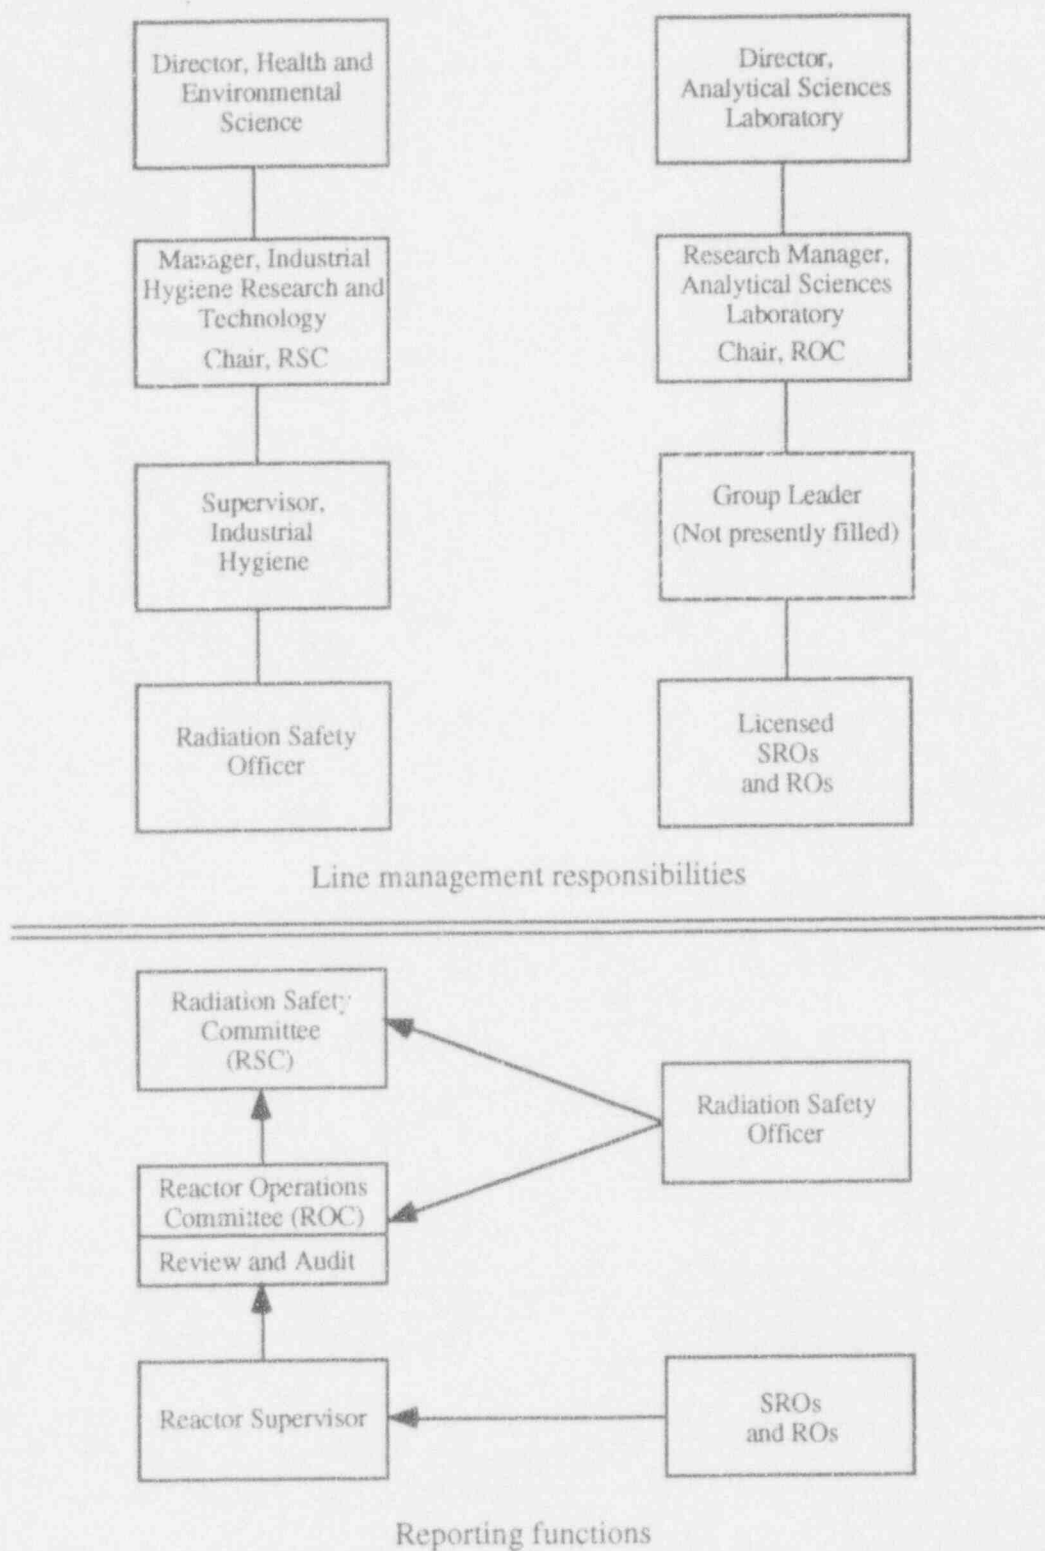 Director, Health and
Environmental
Science
Director,
Analytical Sciences
Laboratory
Manager, Industrial
Hygiene Research and
Technology
Chair, RSC
Research Manager,
Analytical Sciences
Laboratory
Chair, ROC
Supervisor,
Industrial
Hygiene
Group Leader
(Not presently filled)
Radiation Safety
Officer
Licensed
SROs
and ROs
Line management responsibilities
Radiation Safety
Committee
(RSC)
Radiation Safety
Officer
Reactor Operations
Committee (ROC)
Review and Audit
Reactor Supervisor
SROs
and ROs
Reporting functions